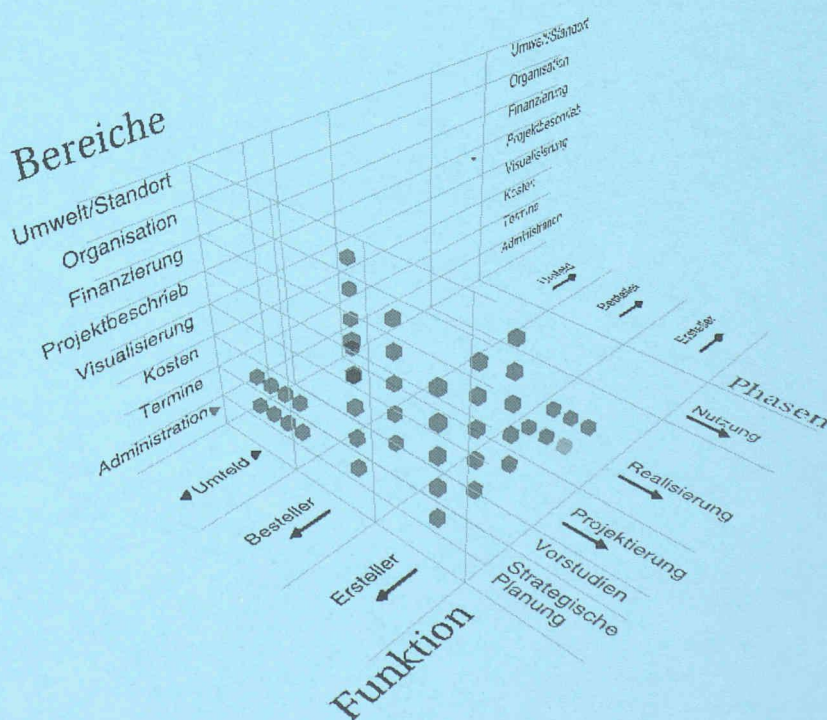 Bereiche
Umwelt/Standort
Organisation
Finanzierung
Projektbeschrieb
Visualisierung
Kosten
Termine
Administration
Umwelt/Standort
Organisation
Finanzierung
Projektbeschrieb
Visualisierung
Kosten
Termine
Administration
Umfeld
Besteller
Ersteller
Phasen
Nutzung
Realisierung
Projektierung
Vorstudien
Strategische
Planung
Umfeld
Besteller
Ersteller
Funktion